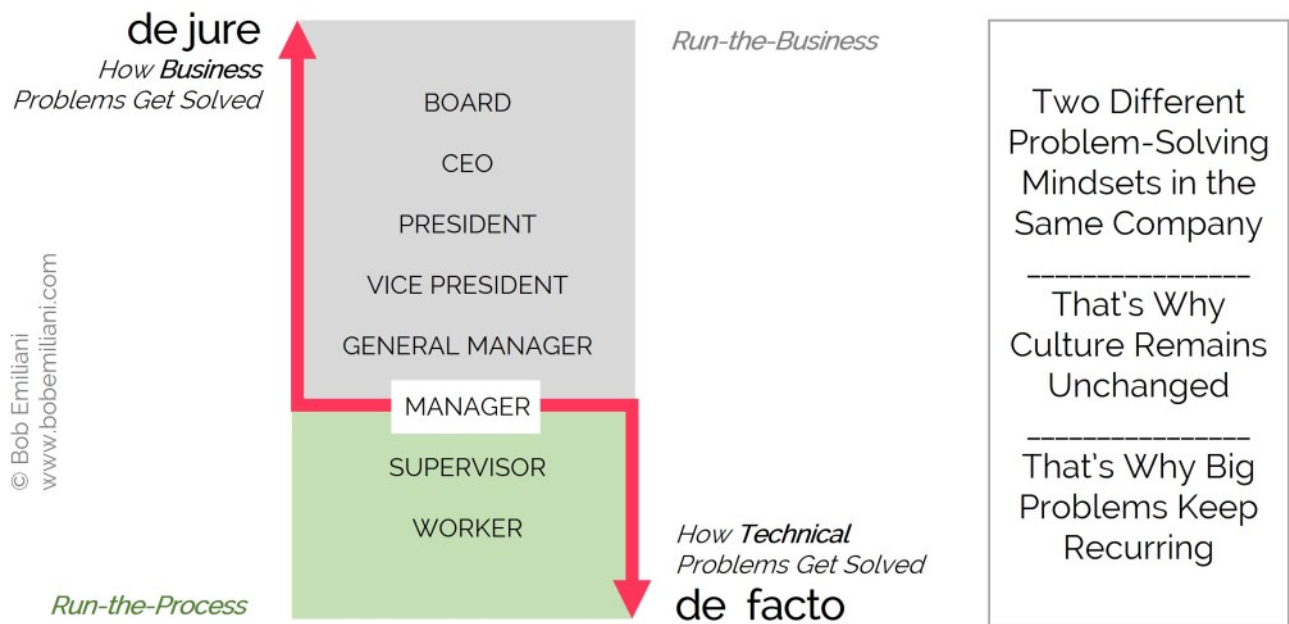 de jure
How Business
Problems Get Solved
Run-the-Business
BOARD
CEO
PRESIDENT
VICE PRESIDENT
GENERAL MANAGER
MANAGER
SUPERVISOR
WORKER
Run-the-Process
How Technical
Problems Get Solved
de facto
© Bob Emiliani
www.bobemiliani.com
Two Different
Problem-Solving
Mindsets in the
Same Company
________________
That's Why
Culture Remains
Unchanged
________________
That's Why Big
Problems Keep
Recurring